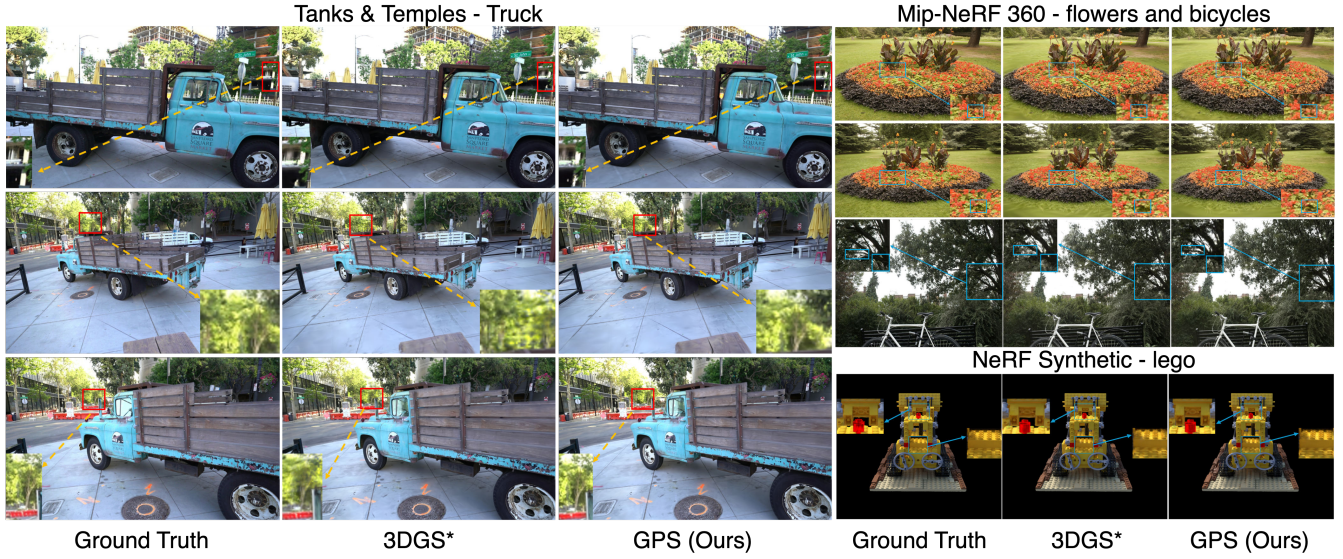 Tanks & Temples - Truck
Mip-NeRF 360 - flowers and bicycles
SQUARE
NeRF Synthetic - lego
Ground Truth
3DGS*
GPS (Ours)
Ground Truth
3DGS*
GPS (Ours)